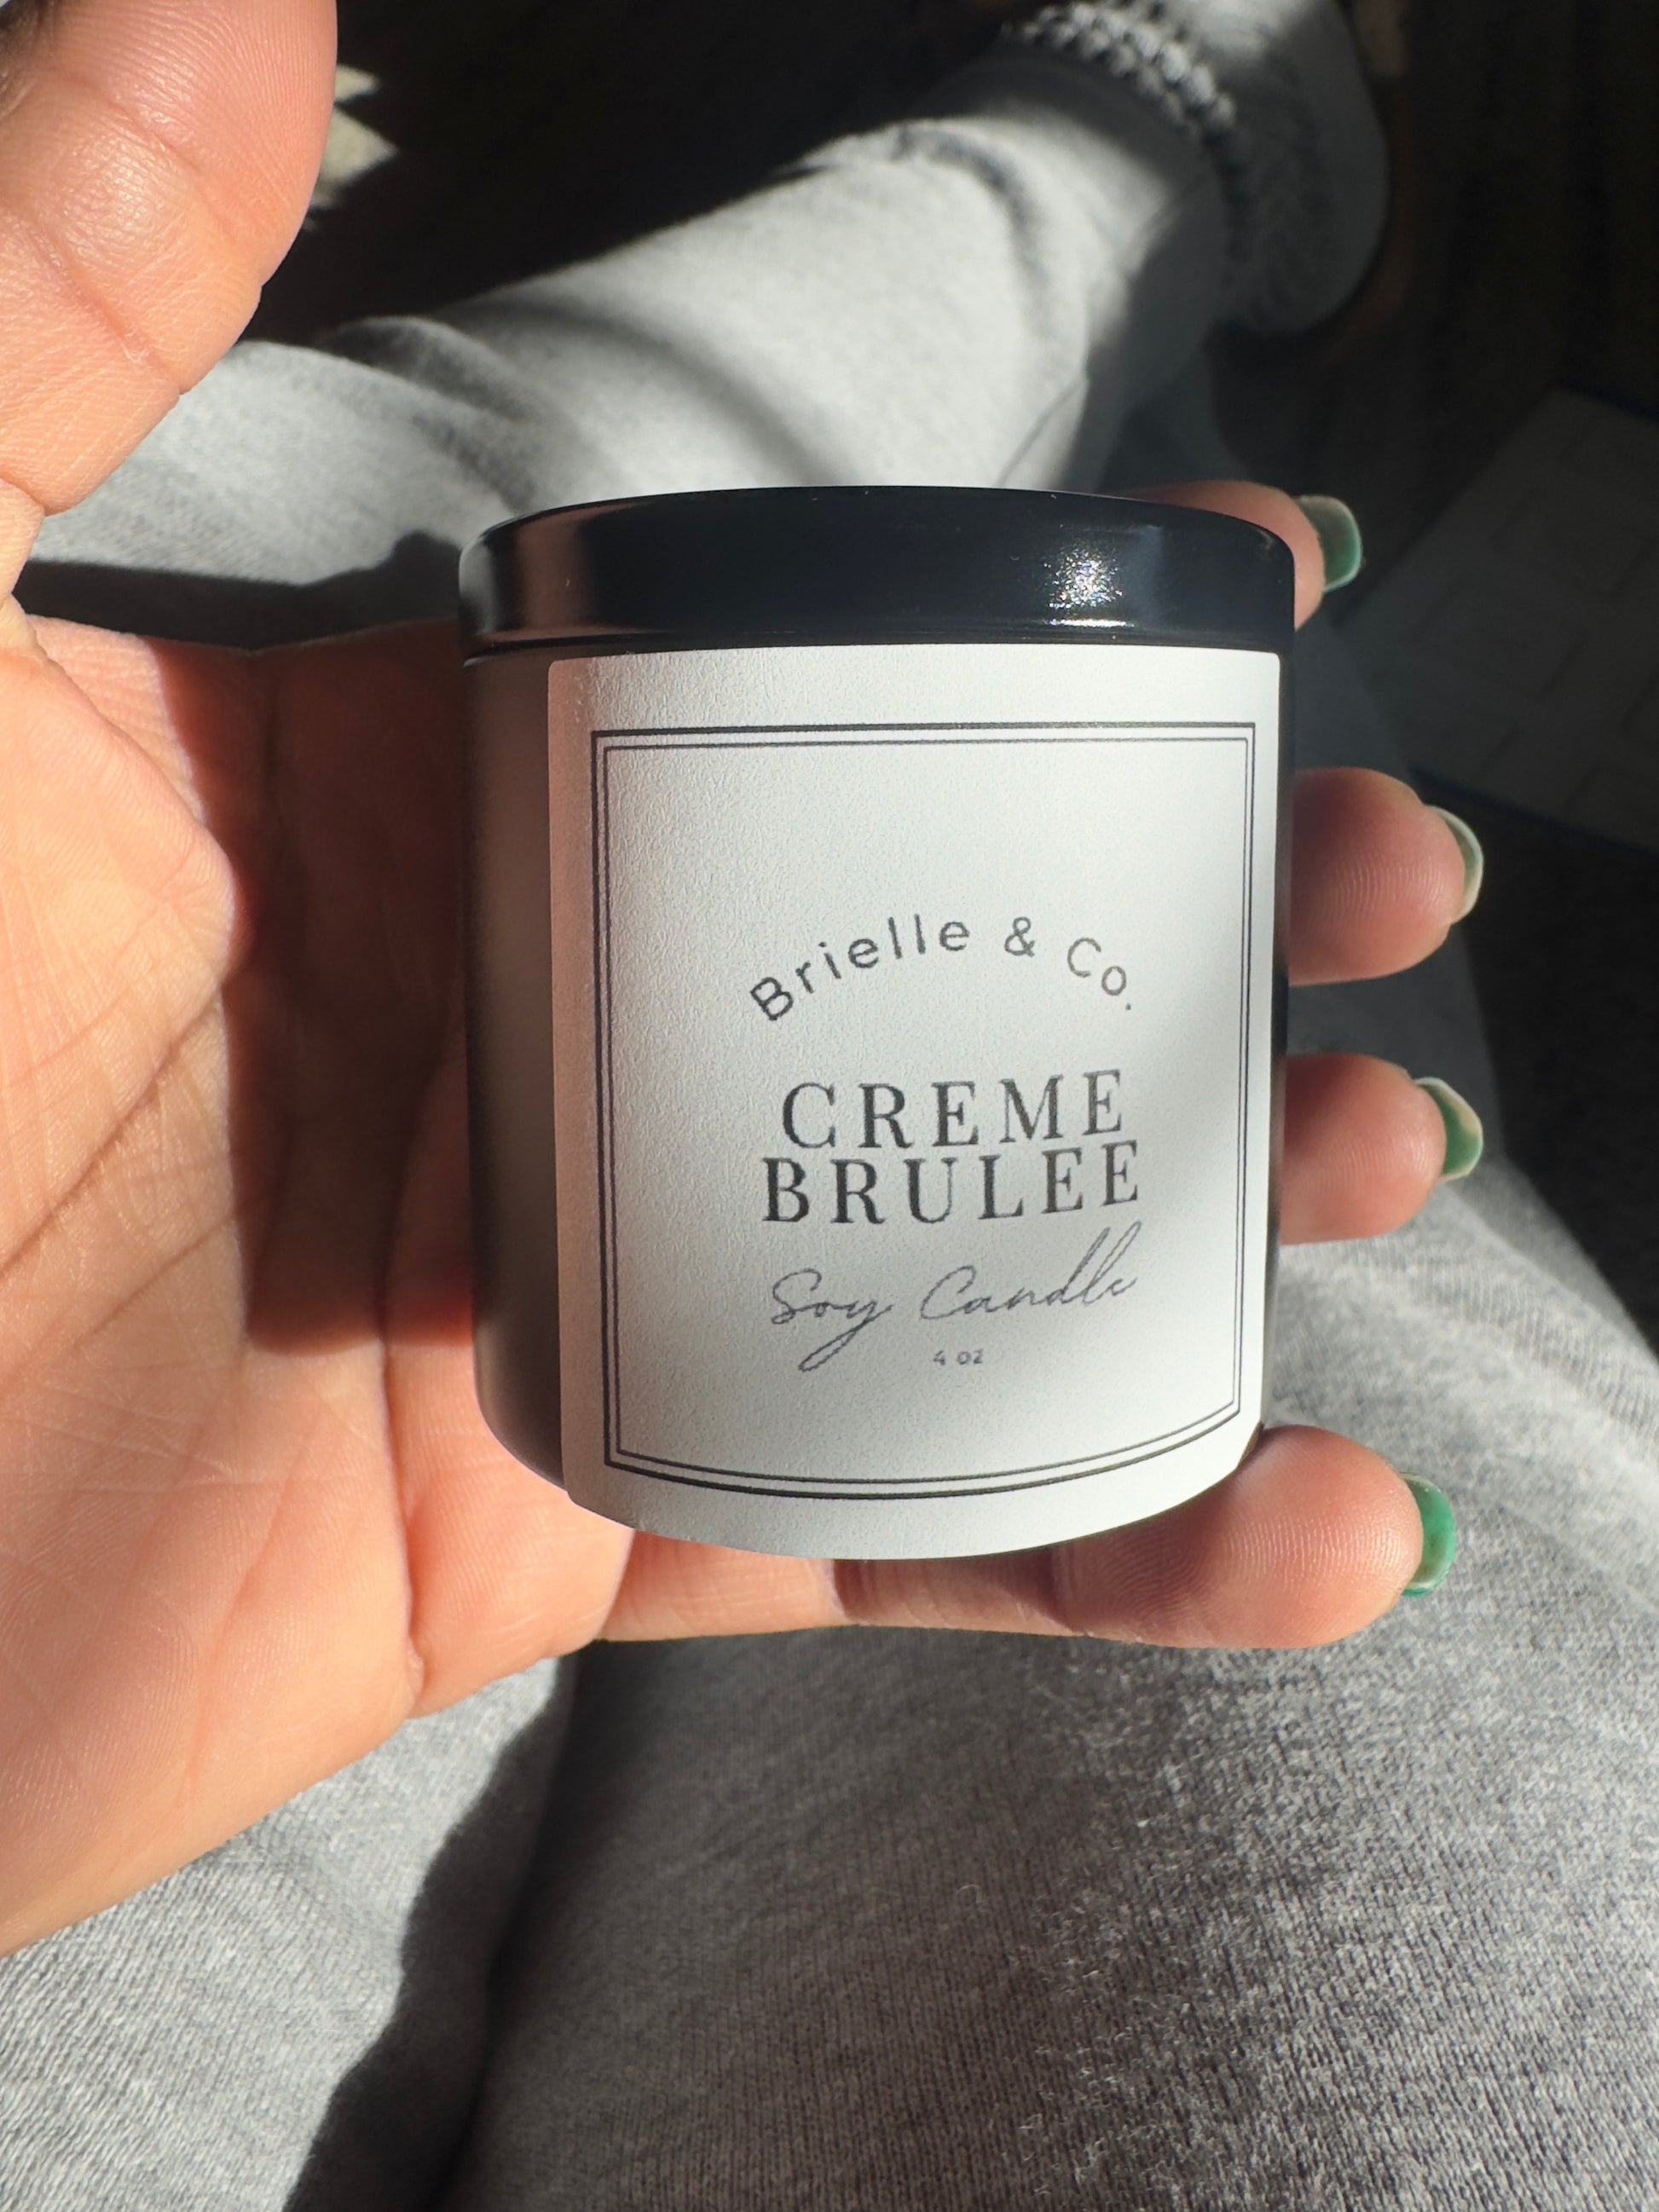 Brielle & Co.
CREME
BRULEE
Soy Candle
4 oz